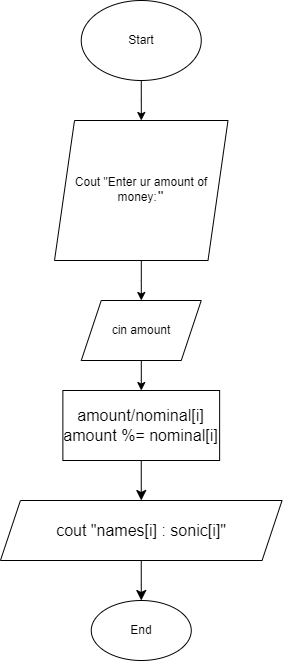 Start
Cout "Enter ur amount of
money:"
cin amount
amount/nominal[i]
amount %= nominal[i]
cout "names[i] : sonic[i]"
End